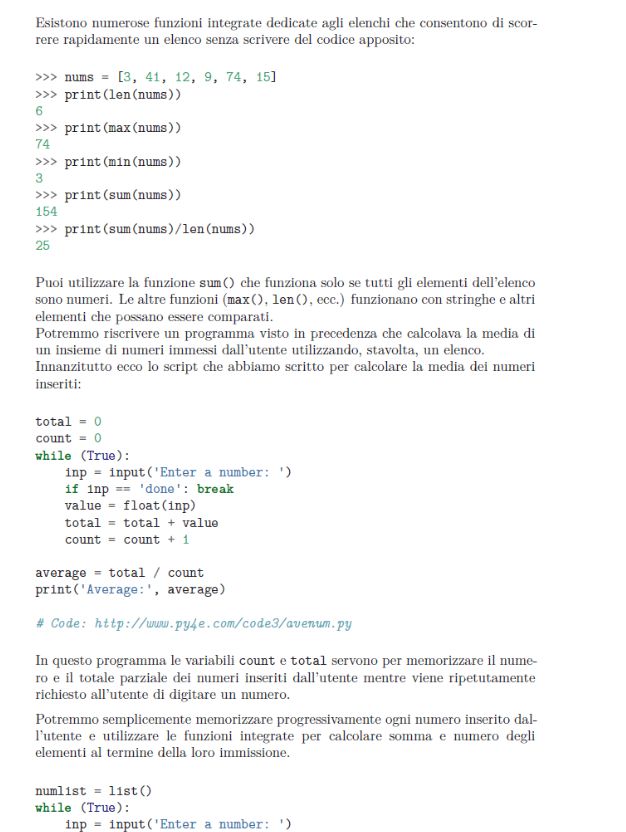 Esistono numerose funzioni integrate dedicate agli elenchi che consentono di scor-
rere rapidamente un elenco senza scrivere del codice apposito:
>>> nums = [3, 41, 12, 9, 74, 15]
>>> print(len(nums))
6
>>> print(max(nums))
74
>>> print(min(nums))
3
>>> print(sum(nums))
154
>>> print(sum(nums)/len(nums))
25
Puoi utilizzare la funzione sum() che funziona solo se tutti gli elementi dell'elenco
sono numeri. Le altre funzioni (max(), len(), ecc.) funzionano con stringhe e altri
elementi che possano essere comparati.
Potremmo riscrivere un programma visto in precedenza che calcolava la media di
un insieme di numeri immessi dall'utente utilizzando, stavolta, un elenco.
Innanzitutto ecco lo script che abbiamo scritto per calcolare la media dei numeri
inseriti:
total = 0
count = 0
while (True):
    inp = input('Enter a number: ')
    if inp == 'done': break
    value = float(inp)
    total = total + value
    count = count + 1
average = total / count
print('Average:', average)
# Code: http://www.py4e.com/code3/avenum.py
In questo programma le variabili count e total servono per memorizzare il nume-
ro e il totale parziale dei numeri inseriti dall'utente mentre viene ripetutamente
richiesto all'utente di digitare un numero.
Potremmo semplicemente memorizzare progressivamente ogni numero inserito dal-
l'utente e utilizzare le funzioni integrate per calcolare somma e numero degli
elementi al termine della loro immissione.
numlist = list()
while (True):
    inp = input('Enter a number: ')